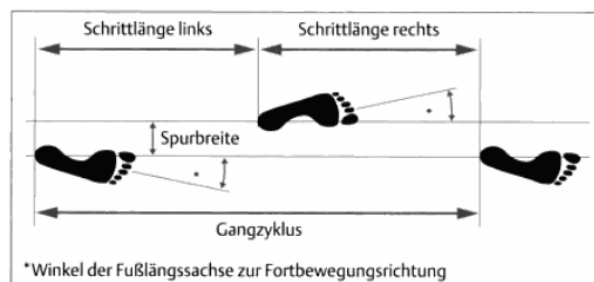 Schrittlänge links Schrittlänge rechts
*
Spurbreite
*
Gangzyklus
*Winkel der Fußlängssachse zur Fortbewegungsrichtung